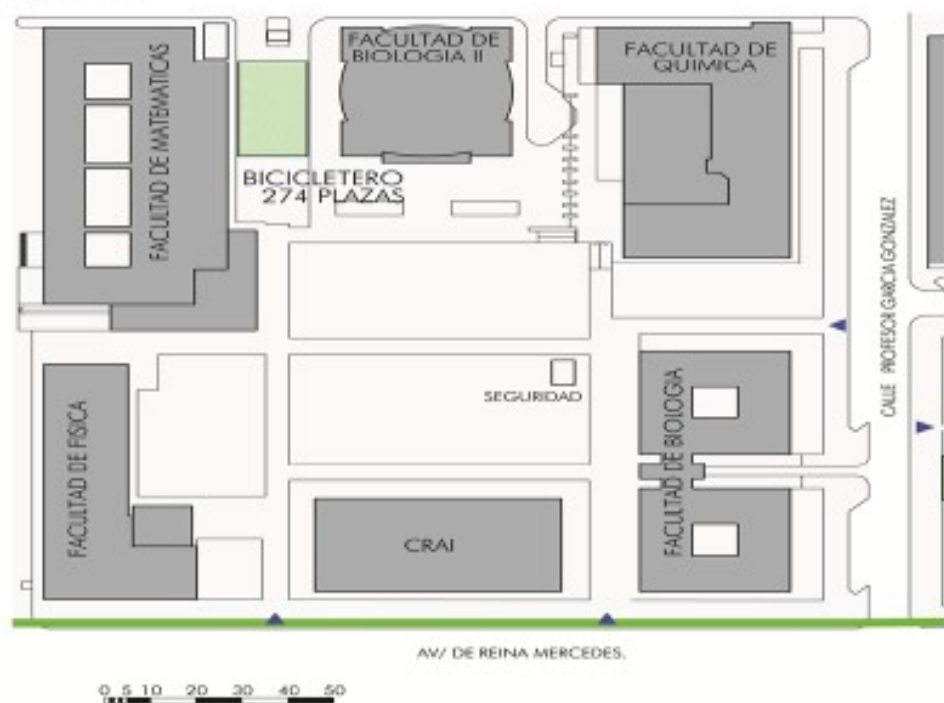 FACULTAD DE MATEMATICAS
FACULTAD DE
BIOLOGIA II
FACULTAD DE
QUIMICA
BICICLETERO
274 PLAZAS
CALLE PROFESOR GARCIA GONZALEZ
SEGURIDAD
FACULTAD DE FISICA
FACULTAD DE BIOLOGIA
CRAI
AV/ DE REINA MERCEDES.
0 5 10 20 30 40 50